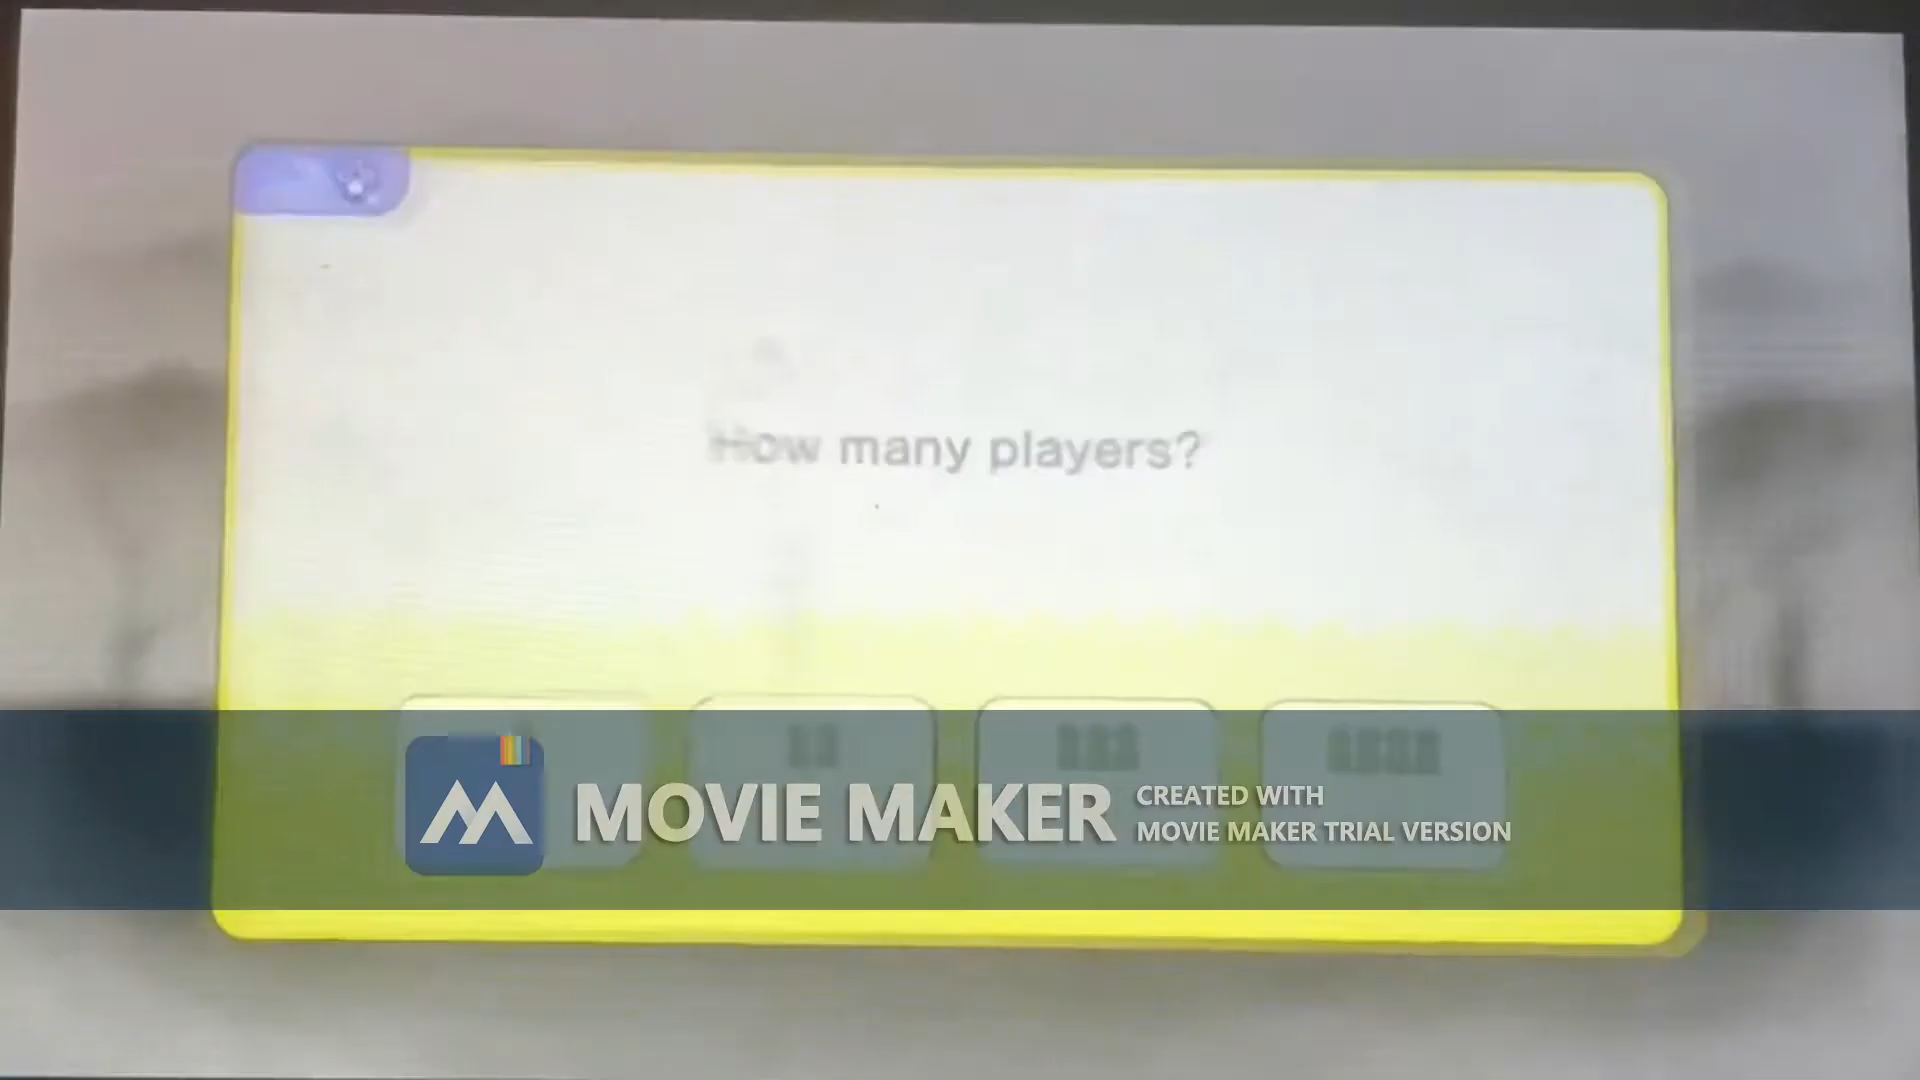 How many players?
MOVIE MAKER
CREATED WITH
MOVIE MAKER TRIAL VERSION